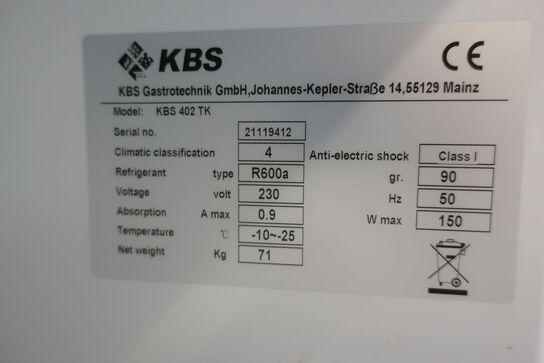 KBS CE
KBS Gastrotechnik GmbH,Johannes-Kepler-Straße 14,55129 Mainz
Model: KBS 402 TK
Serial no. 21119412
Climatic classification 4 Anti-electric shock Class I
Refrigerant type R600a gr. 90
Voltage volt 230 Hz 50
Absorption A max 0.9 W max 150
Temperature ℃ -10~-25
Net weight Kg 71